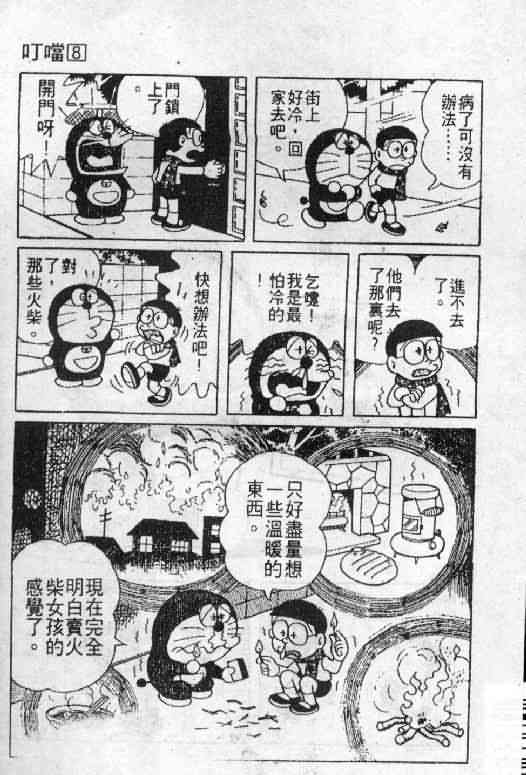 叮噹8
病了可沒有
辦法⋯⋯
街上
好冷，回
家去吧。
門鎖
上了
。
開門呀！
進不去
了。
他們去
了那裏呢？
乞嚏！
我是最
怕冷的
！
快想辦法吧！
對
了，
那些火柴。
只好盡量想
一些溫暖的
東西。
現在完全
明白賣火
柴女孩的
感覺了。